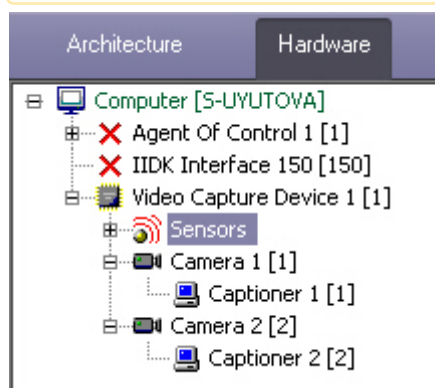 Architecture Hardware
Computer [S-UYUTOVA]
Agent Of Control 1 [1]
IIDK Interface 150 [150]
Video Capture Device 1 [1]
Sensors
Camera 1 [1]
Captioner 1 [1]
Camera 2 [2]
Captioner 2 [2]